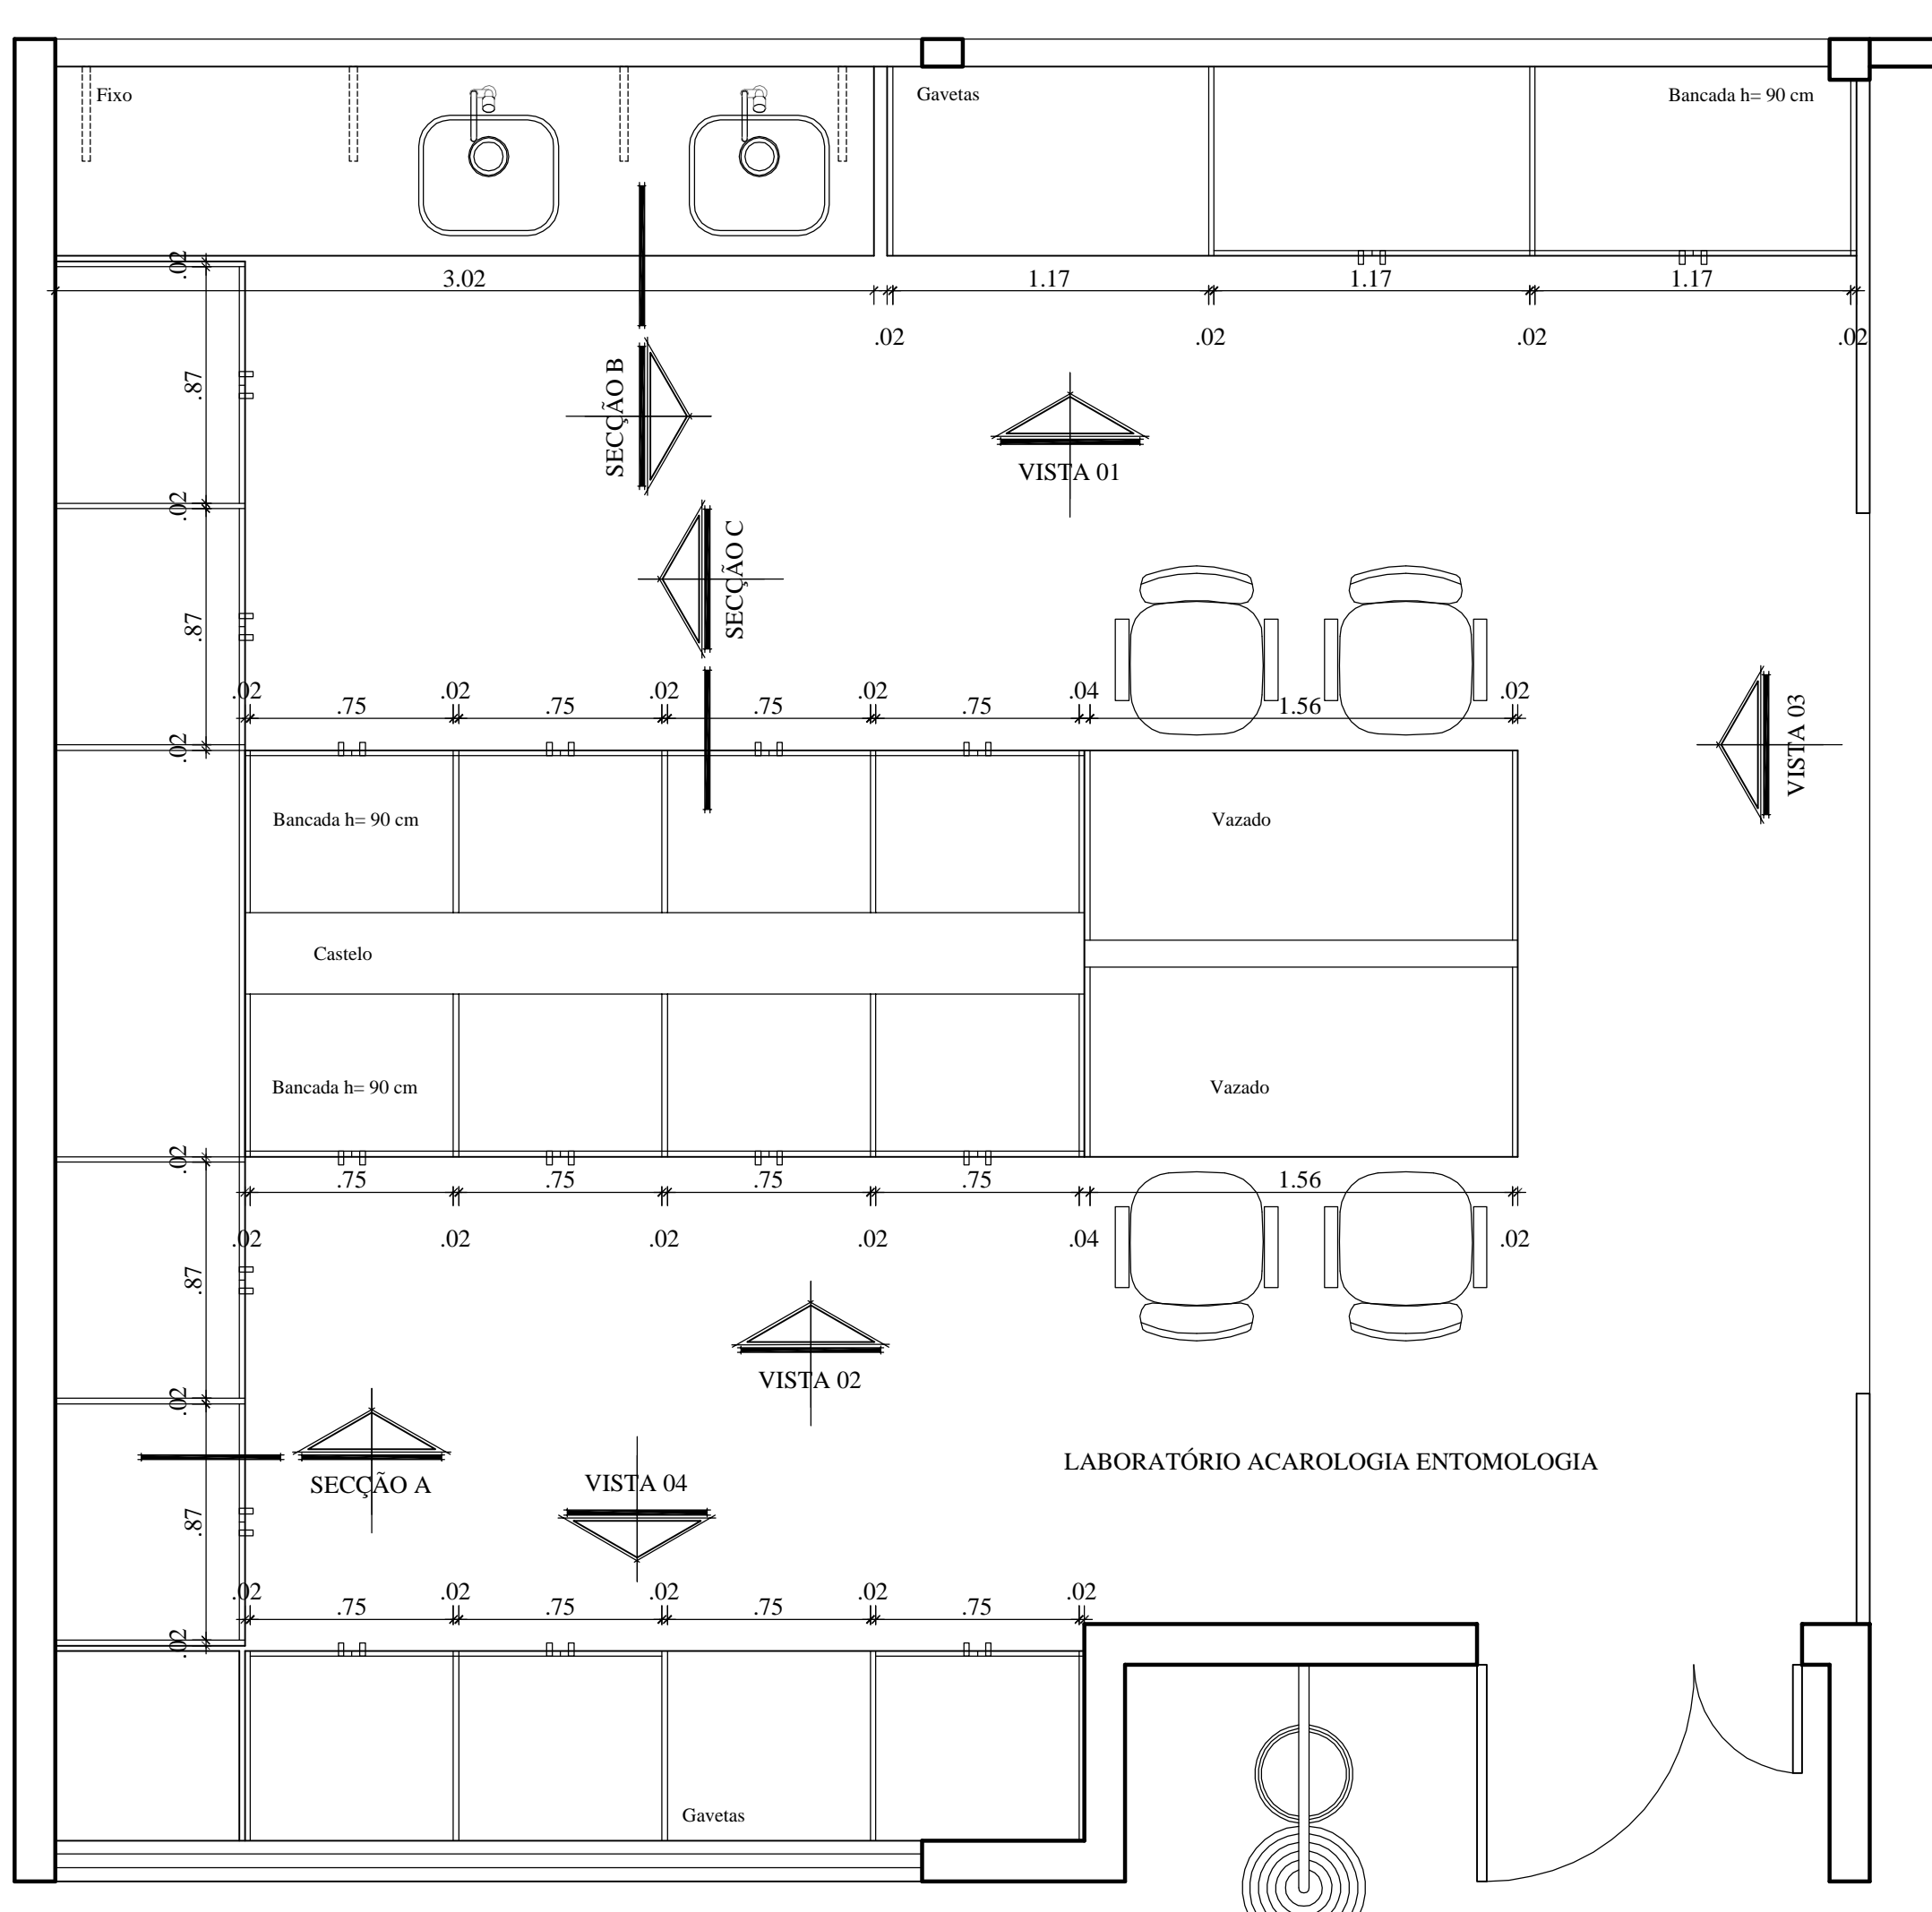 Fixo
Gavetas
Bancada h= 90 cm
.02
3.02
1.17
1.17
1.17
.02
.02
.02
.02
.87
SECÇÃO B
VISTA 01
.02
SECÇÃO C
.87
.02
.75
.02
.75
.02
.75
.02
.75
.04
1.56
.02
VISTA 03
.02
Bancada h= 90 cm
Vazado
Castelo
Bancada h= 90 cm
Vazado
.02
.75
.75
.75
.75
1.56
.02
.02
.02
.02
.04
.02
.87
VISTA 02
.02
LABORATÓRIO ACAROLOGIA ENTOMOLOGIA
SECÇÃO A
VISTA 04
.87
.02
.75
.02
.75
.02
.75
.02
.75
.02
.02
Gavetas